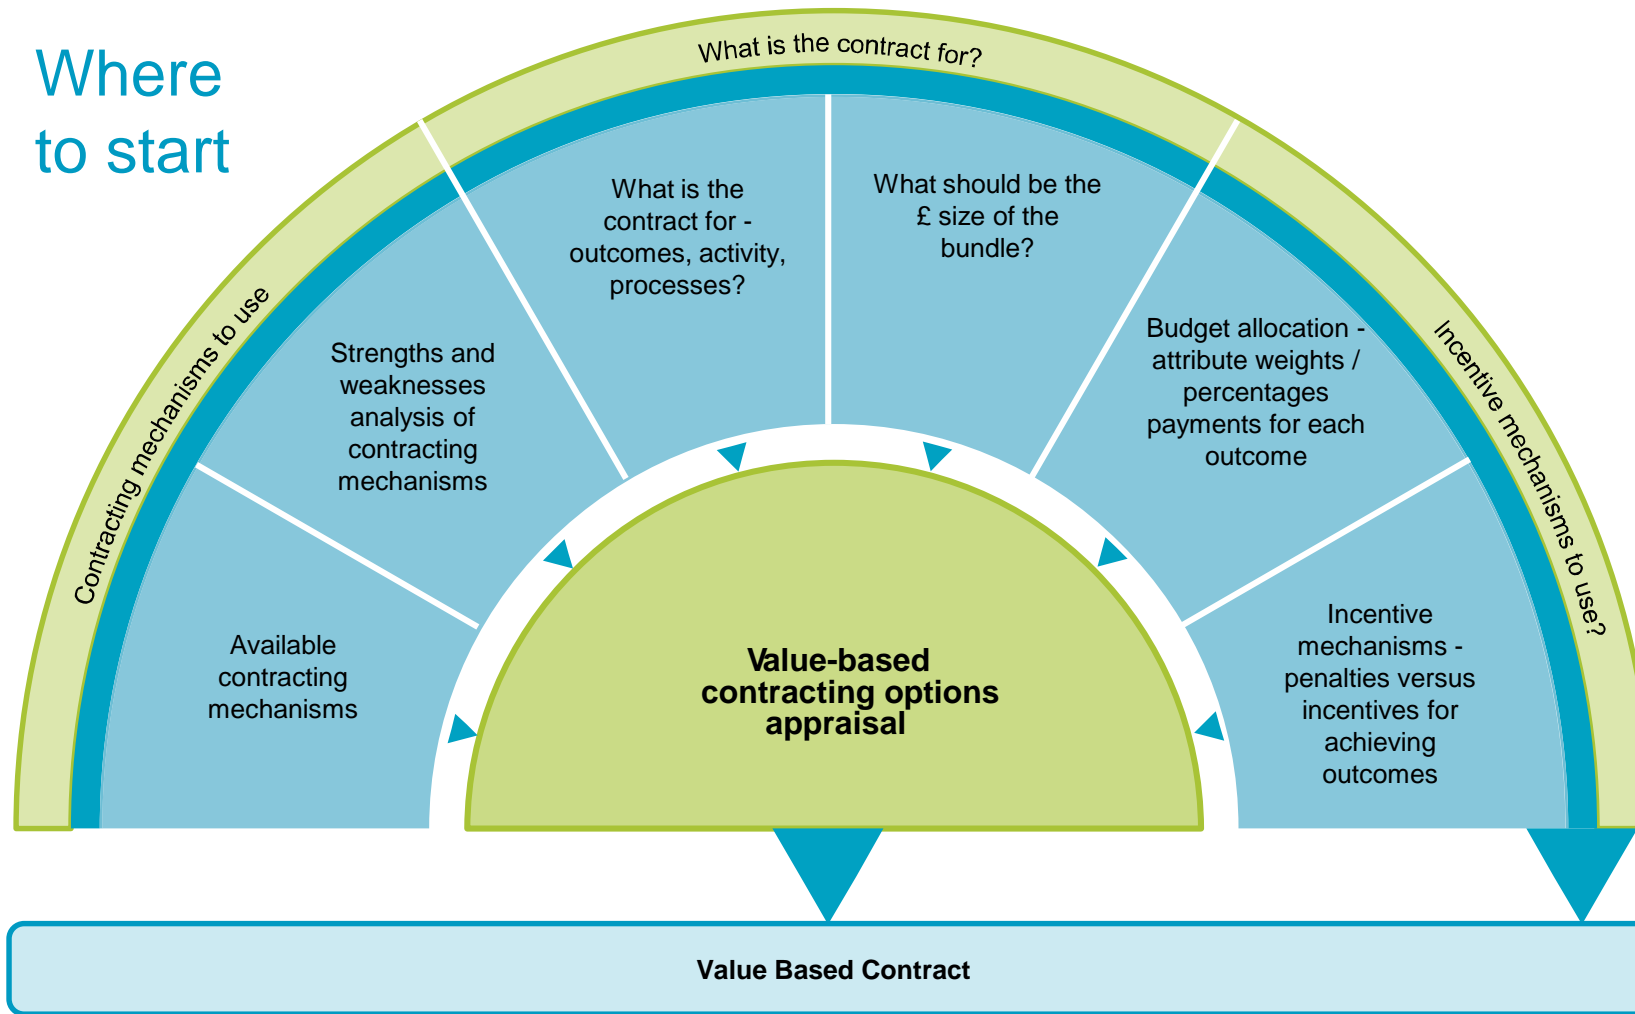 Where
to start
What is the contract for?
Contracting mechanisms to use
Incentive mechanisms to use?
Available
contracting
mechanisms
Strengths and
weaknesses
analysis of
contracting
mechanisms
What is the
contract for -
outcomes, activity,
processes?
What should be the
£ size of the
bundle?
Budget allocation -
attribute weights /
percentages
payments for each
outcome
Incentive
mechanisms -
penalties versus
incentives for
achieving
outcomes
Value-based
contracting options
appraisal
Value Based Contract